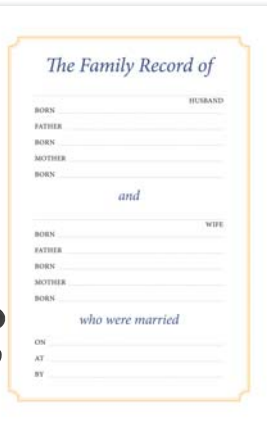 The Family Record of
HUSBAND
BORN
FATHER
BORN
MOTHER
BORN
and
WIFE
BORN
FATHER
BORN
MOTHER
BORN
who were married
ON
AT
BY